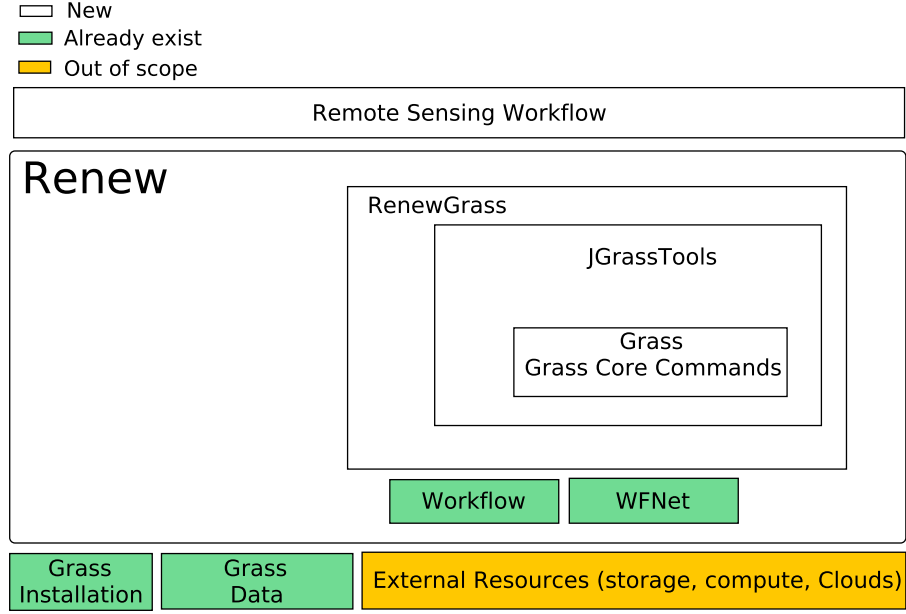 New
Already exist
Out of scope
Remote Sensing Workflow
Renew
RenewGrass
JGrassTools
Grass
Grass Core Commands
Workflow
WFNet
Grass
Installation
Grass
Data
External Resources (storage, compute, Clouds)